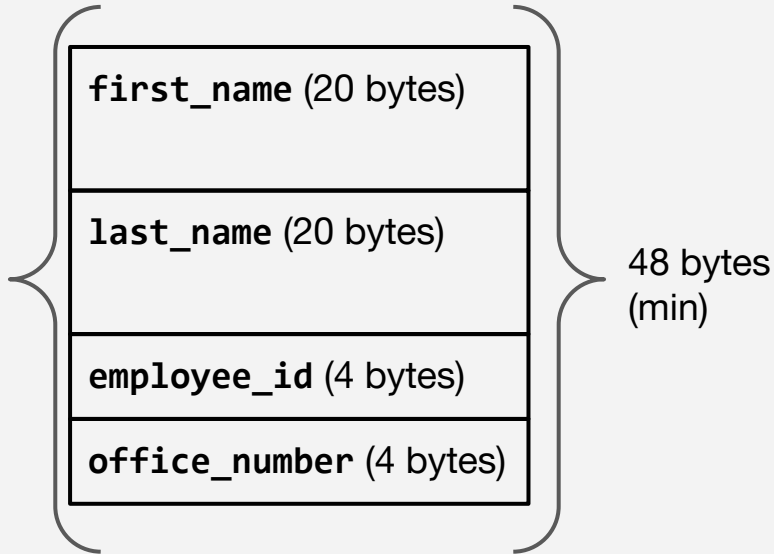 first_name (20 bytes)
last_name (20 bytes)
employee_id (4 bytes)
office_number (4 bytes)
48 bytes
(min)